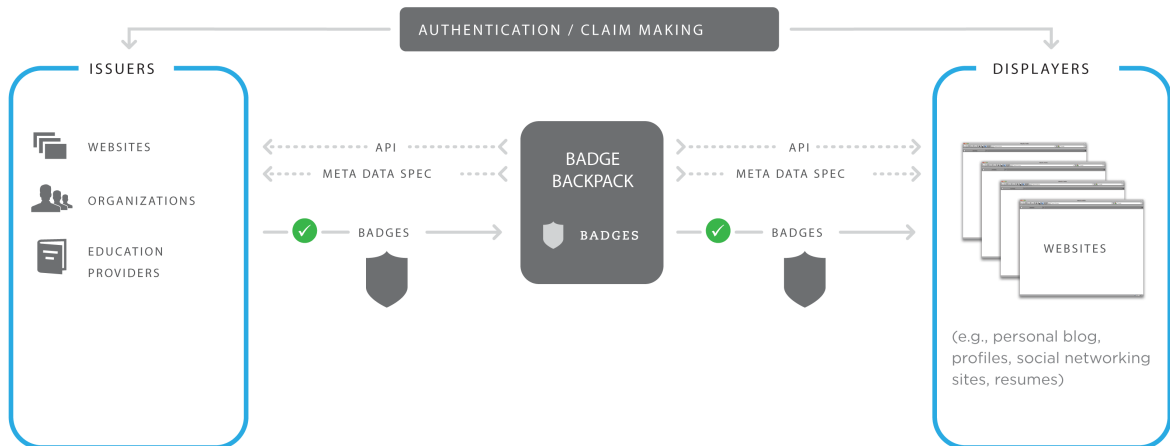 AUTHENTICATION / CLAIM MAKING
ISSUERS
WEBSITES
ORGANIZATIONS
EDUCATION
PROVIDERS
API
META DATA SPEC
BADGES
BADGE
BACKPACK
BADGES
API
META DATA SPEC
BADGES
DISPLAYERS
WEBSITES
(e.g., personal blog,
profiles, social networking
sites, resumes)